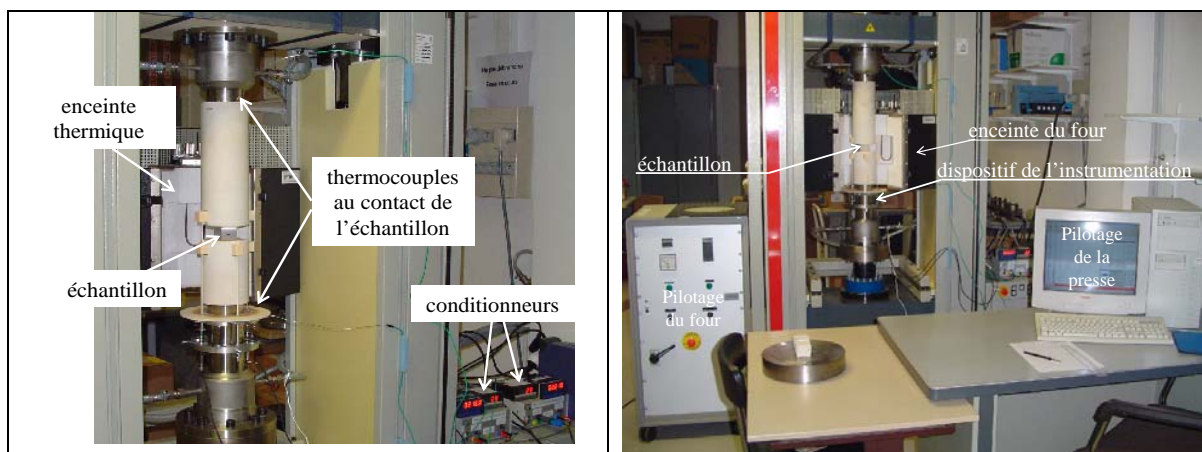 enceinte
thermique
thermocouples
au contact de
l'échantillon
échantillon
conditionneurs
enceinte du four
échantillon
dispositif de l'instrumentation
Pilotage
de la
presse
Pilotage
du four